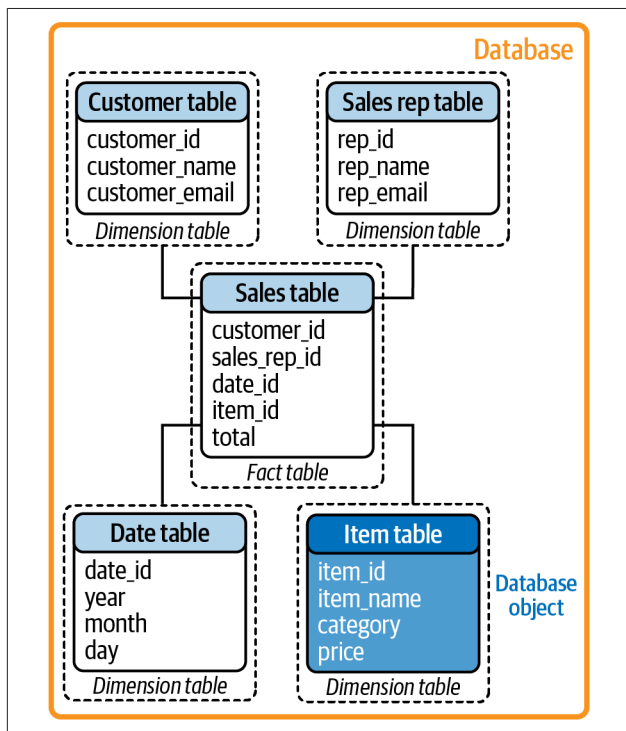 Database
Customer table
customer_id
customer_name
customer_email
Dimension table
Sales rep table
rep_id
rep_name
rep_email
Dimension table
Sales table
customer_id
sales_rep_id
date_id
item_id
total
Fact table
Date table
date_id
year
month
day
Dimension table
Item table
item_id
item_name
category
price
Dimension table
Database
object